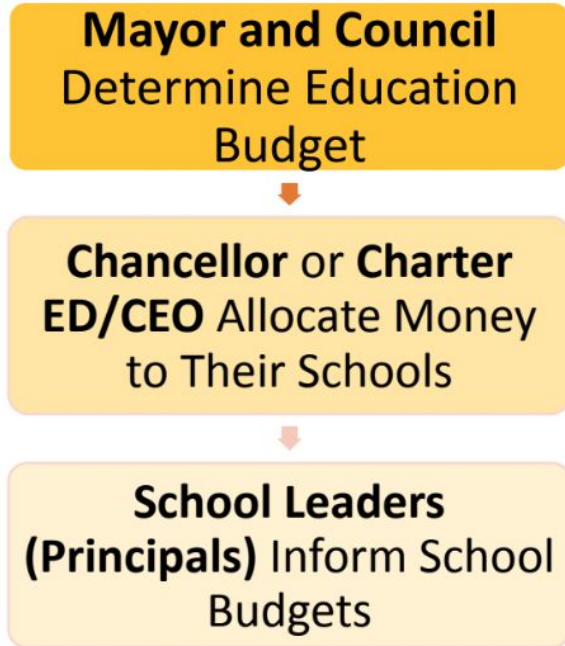 Mayor and Council
Determine Education
Budget
Chancellor or Charter
ED/CEO Allocate Money
to Their Schools
School Leaders
(Principals) Inform School
Budgets